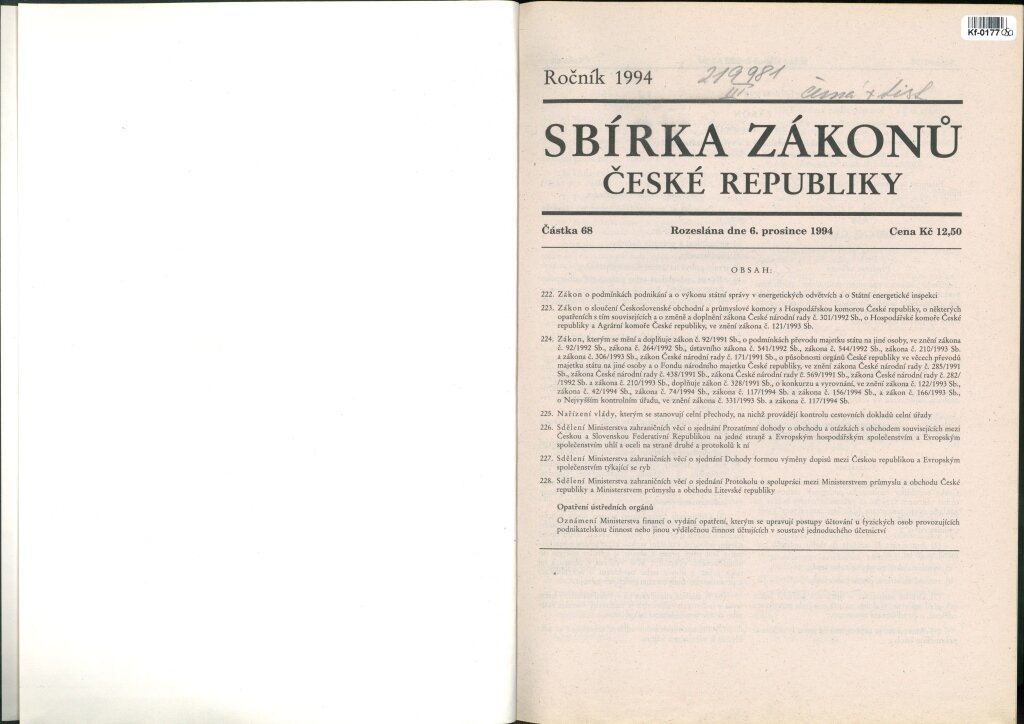 Kf-0177
Ročník 1994
219981
III.
SBÍRKA ZÁKONŮ
ČESKÉ REPUBLIKY
Částka 68 Rozeslána dne 6. prosince 1994 Cena Kč 12,50
OBSAH:
222. Zákon o podmínkách podnikání a o výkonu státní správy v energetických odvětvích a o Státní energetické inspekci
223. Zákon o sloučení Československé obchodní a průmyslové komory s Hospodářskou komorou České republiky, o některých
opatřeních s tím souvisejících a o změně a doplnění zákona České národní rady č. 301/1992 Sb., o Hospodářské komoře České
republiky a Agrární komoře České republiky, ve znění zákona č. 121/1993 Sb.
224. Zákon, kterým se mění a doplňuje zákon č. 92/1991 Sb., o podmínkách převodu majetku státu na jiné osoby, ve znění zákona
č. 92/1992 Sb., zákona č. 264/1992 Sb., ústavního zákona č. 541/1992 Sb., zákona č. 544/1992 Sb., zákona č. 210/1993 Sb.
a zákona č. 306/1993 Sb., zákon České národní rady č. 171/1991 Sb., o působnosti orgánů České republiky ve věcech převodů
majetku státu na jiné osoby a o Fondu národního majetku České republiky, ve znění zákona České národní rady č. 285/1991
Sb., zákona České národní rady č. 438/1991 Sb., zákona České národní rady č. 569/1991 Sb., zákona České národní rady č. 282/
/1992 Sb. a zákona č. 210/1993 Sb., doplňuje zákon č. 328/1991 Sb., o konkurzu a vyrovnání, ve znění zákona č. 122/1993 Sb.,
zákona č. 42/1994 Sb., zákona č. 74/1994 Sb., zákona č. 117/1994 Sb. a zákona č. 156/1994 Sb., a zákon č. 166/1993 Sb.,
o Nejvyšším kontrolním úřadu, ve znění zákona č. 331/1993 Sb. a zákona č. 117/1994 Sb.
225. Nařízení vlády, kterým se stanovují celní přechody, na nichž provádějí kontrolu cestovních dokladů celní úřady
226. Sdělení Ministerstva zahraničních věcí o sjednání Prozatímní dohody o obchodu a otázkách s obchodem souvisejících mezi
Českou a Slovenskou Federativní Republikou na jedné straně a Evropským hospodářským společenstvím a Evropským
společenstvím uhlí a oceli na straně druhé a protokolů k ní
227. Sdělení Ministerstva zahraničních věcí o sjednání Dohody formou výměny dopisů mezi Českou republikou a Evropským
společenstvím týkající se ryb
228. Sdělení Ministerstva zahraničních věcí o sjednání Protokolu o spolupráci mezi Ministerstvem průmyslu a obchodu České
republiky a Ministerstvem průmyslu a obchodu Litevské republiky
Opatření ústředních orgánů
Oznámení Ministerstva financí o vydání opatření, kterým se upravují postupy účtování u fyzických osob provozujících
podnikatelskou činnost nebo jinou výdělečnou činnost účtujících v soustavě jednoduchého účetnictví